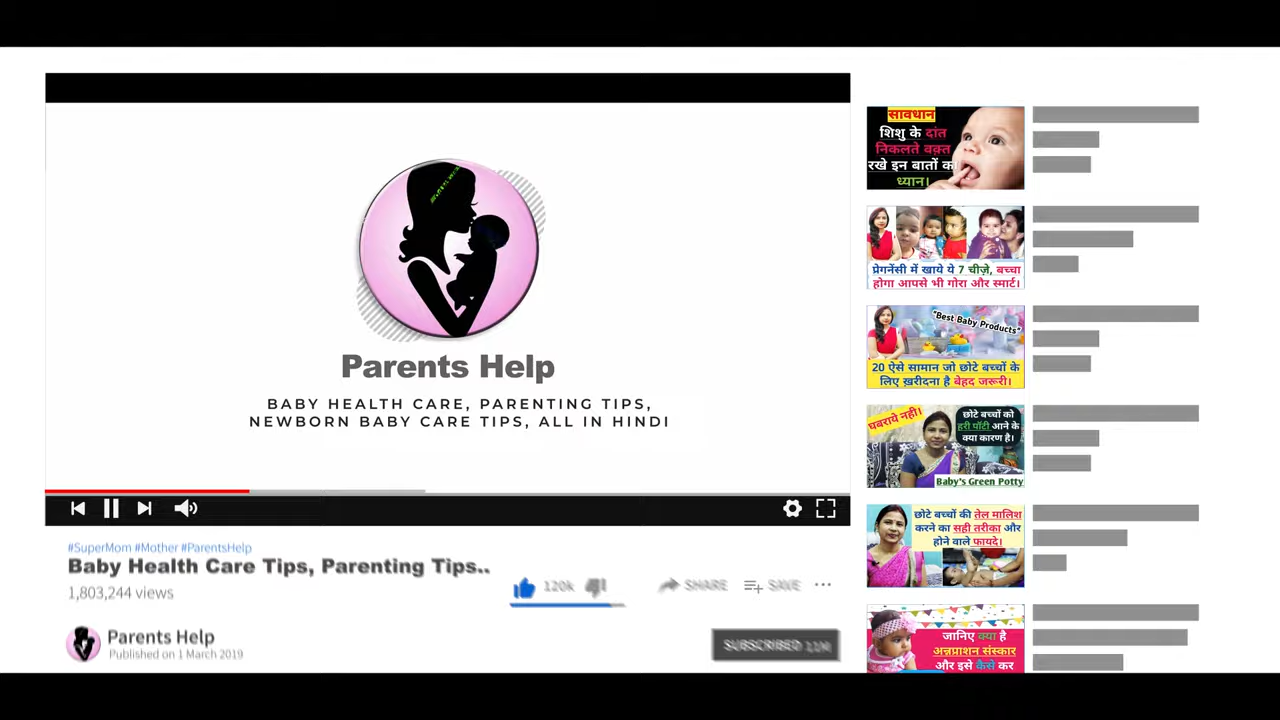 Parents Help
BABY HEALTH CARE, PARENTING TIPS,
NEWBORN BABY CARE TIPS, ALL IN HINDI
#SuperMom #Mother #ParentsHelp
Baby Health Care Tips, Parenting Tips..
1,803,244 views
120k
SHARE
SAVE
Parents Help
Published on 1 March 2019
SUBSCRIBED
सावधान
शिशु के दांत
निकलते वक़्त
रखे इन बातों का
ध्यान।
प्रेगनेंसी में खाये ये 7 चीज़े, बच्चा
होगा आपसे भी गोरा और स्मार्ट।
"Best Baby Products"
20 ऐसे सामान जो छोटे बच्चों के
लिए ख़रीदना है बेहद जरूरी।
घबराये नही।
छोटे बच्चों को
हरी पॉटी आने के
क्या कारण है।
Baby's Green Potty
छोटे बच्चों की तेल मालिश
करने का सही तरीका और
होने वाले फायदे।
जानिए क्या है
अन्नप्राशन संस्कार
और इसे कैसे कर